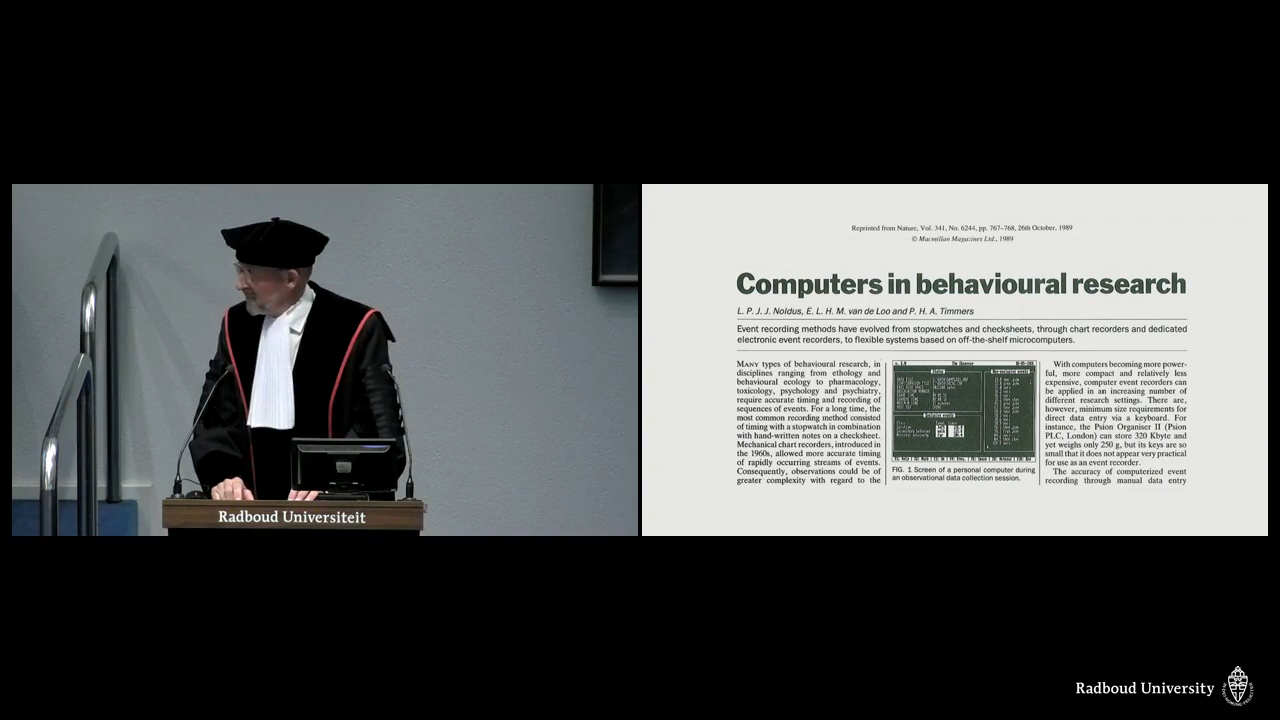 Radboud Universiteit
Reprinted from Nature, Vol. 341, No. 6244, pp. 767–768, 26th October, 1989
© Macmillan Magazines Ltd., 1989
Computers in behavioural research
L. P. J. J. Noldus, E. L. H. M. van de Loo and P. H. A. Timmers
Event recording methods have evolved from stopwatches and checksheets, through chart recorders and dedicated
electronic event recorders, to flexible systems based on off-the-shelf microcomputers.
MANY types of behavioural research, in
disciplines ranging from ethology and
behavioural ecology to pharmacology,
toxicology, psychology and psychiatry,
require accurate timing and recording of
sequences of events. For a long time, the
most common recording method consisted
of timing with a stopwatch in combination
with hand-written notes on a checksheet.
Mechanical chart recorders, introduced in
the 1960s, allowed more accurate timing
of rapidly occurring streams of events.
Consequently, observations could be of
greater complexity with regard to the
FIG. 1 Screen of a personal computer during
an observational data collection session.
With computers becoming more power-
ful, more compact and relatively less
expensive, computer event recorders can
be applied in an increasing number of
different research settings. There are,
however, minimum size requirements for
direct data entry via a keyboard. For
instance, the Psion Organiser II (Psion
PLC, London) can store 320 Kbyte and
yet weighs only 250 g, but its keys are so
small that it does not appear very practical
for use as an event recorder.
The accuracy of computerized event
recording through manual data entry
Radboud University